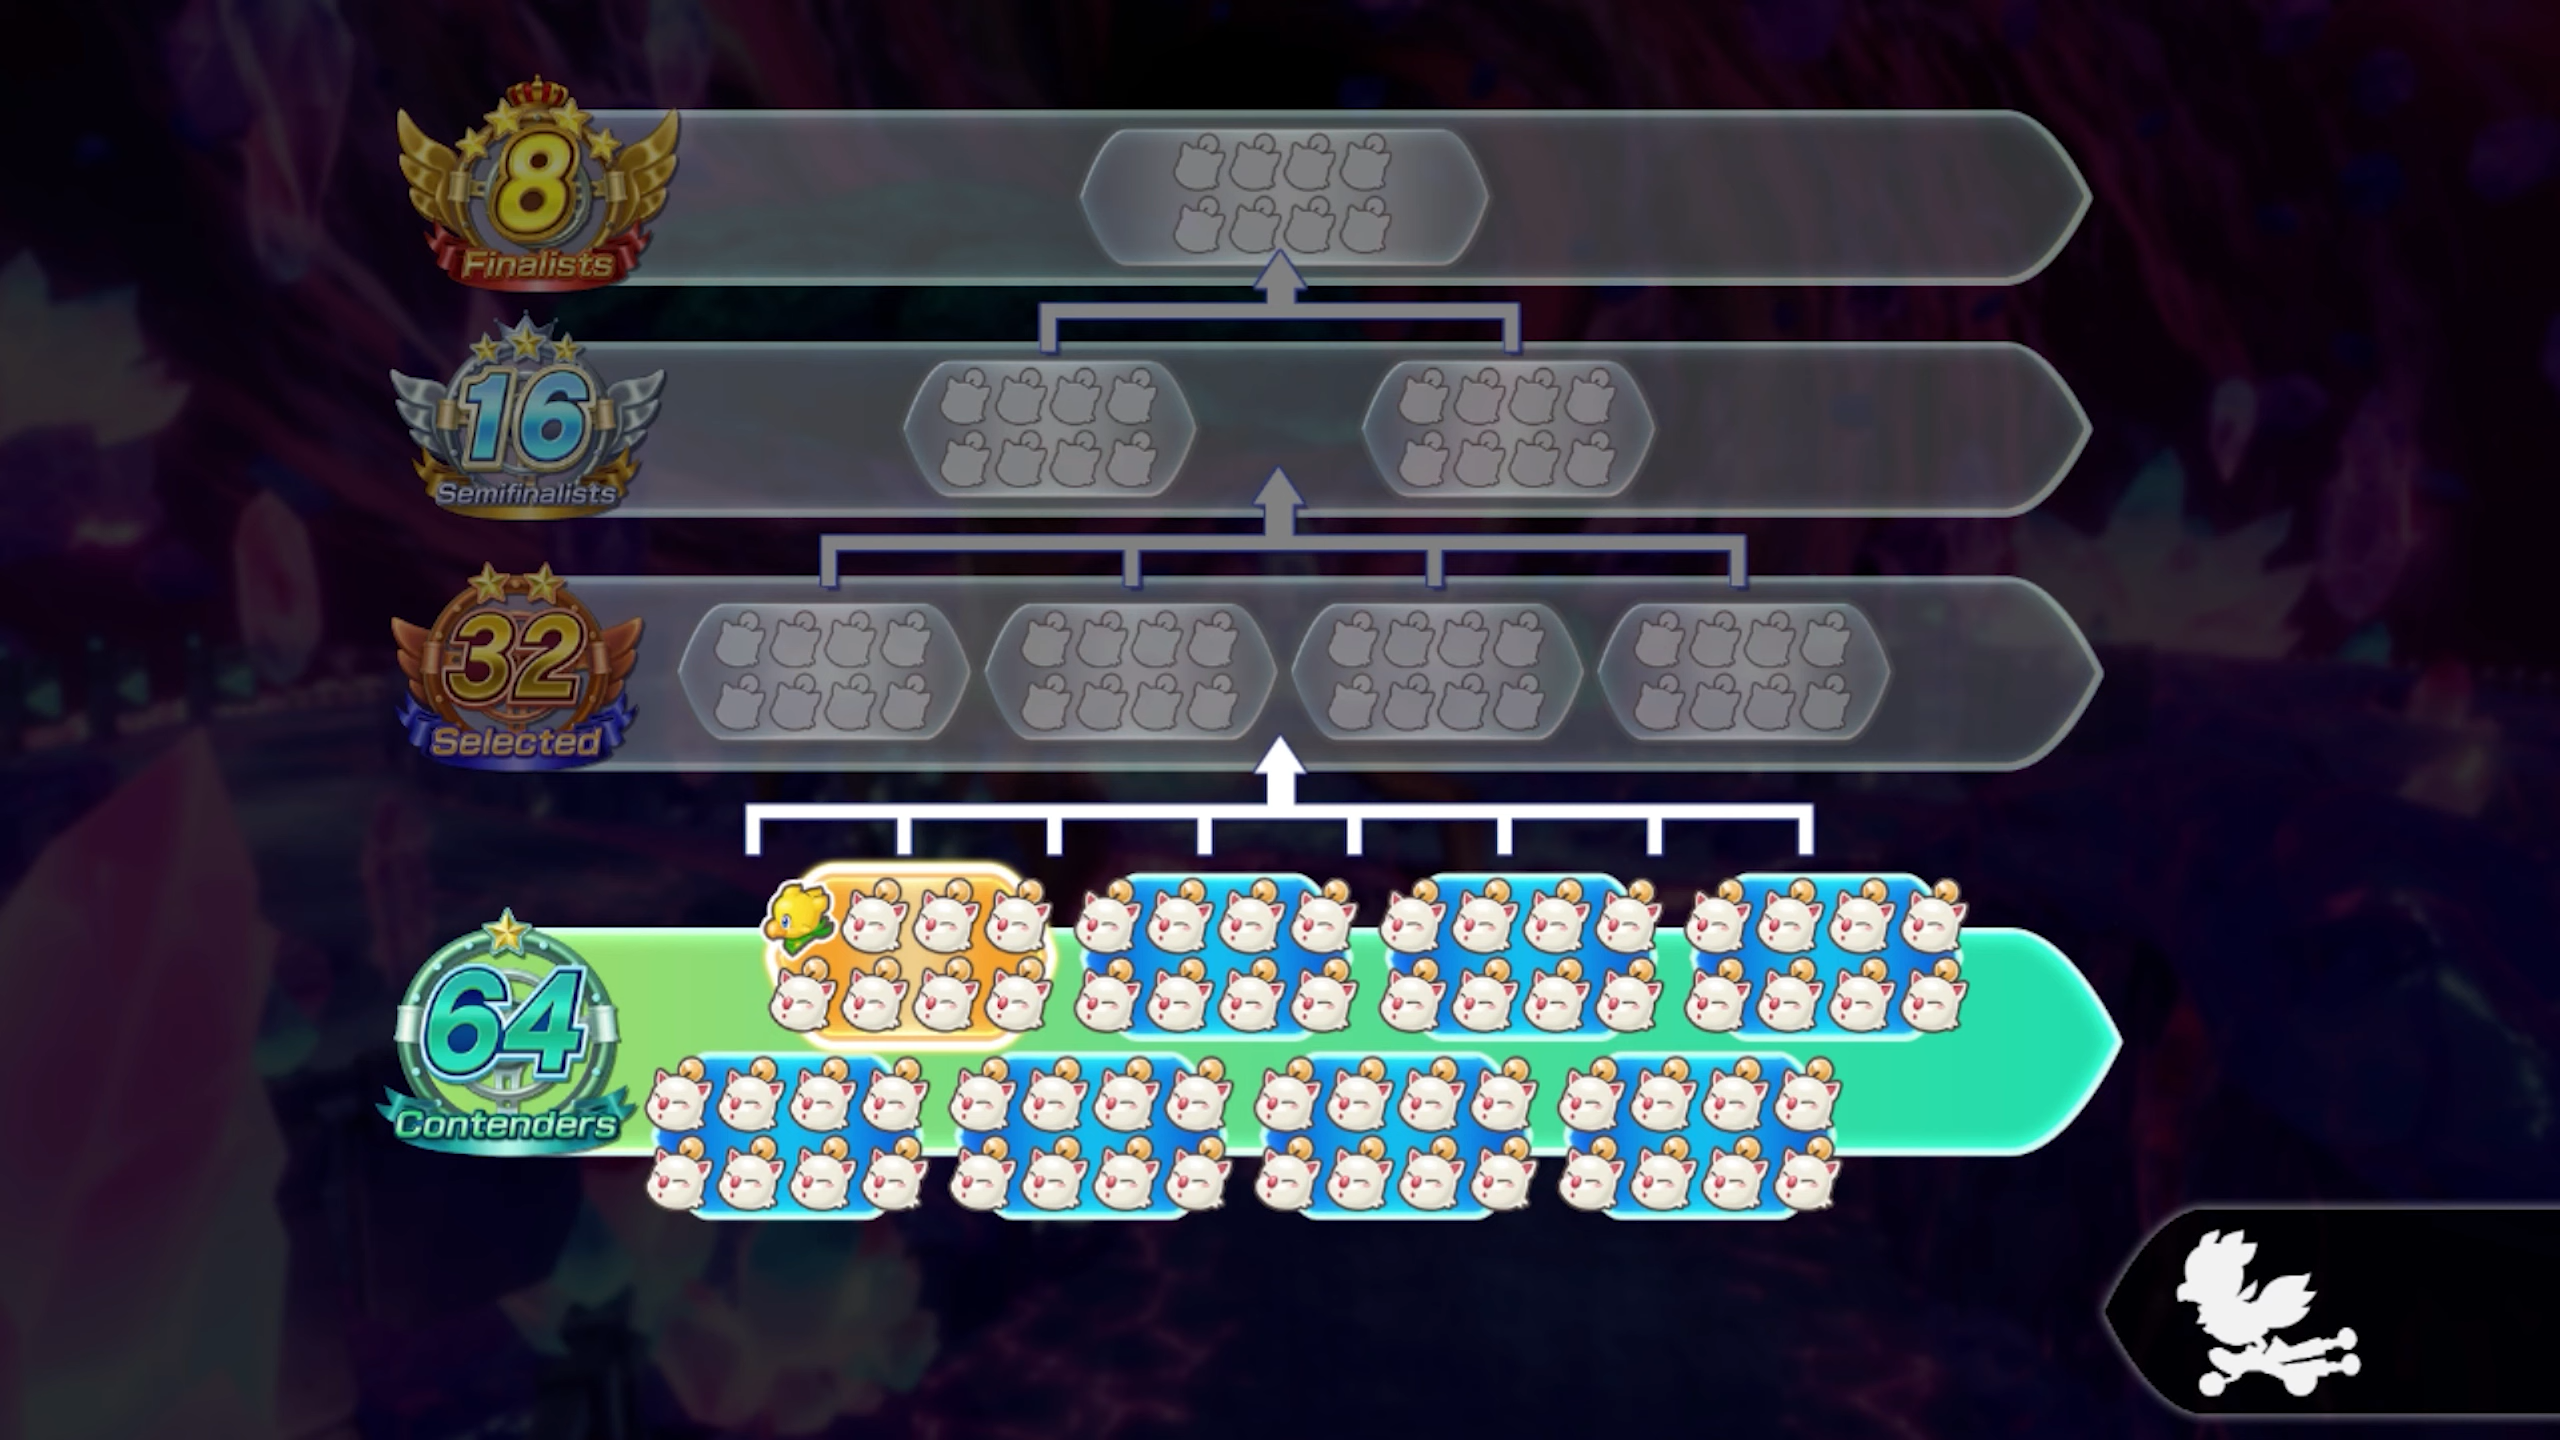 8
Finalists
16
Semifinalists
32
Selected
64
Contenders